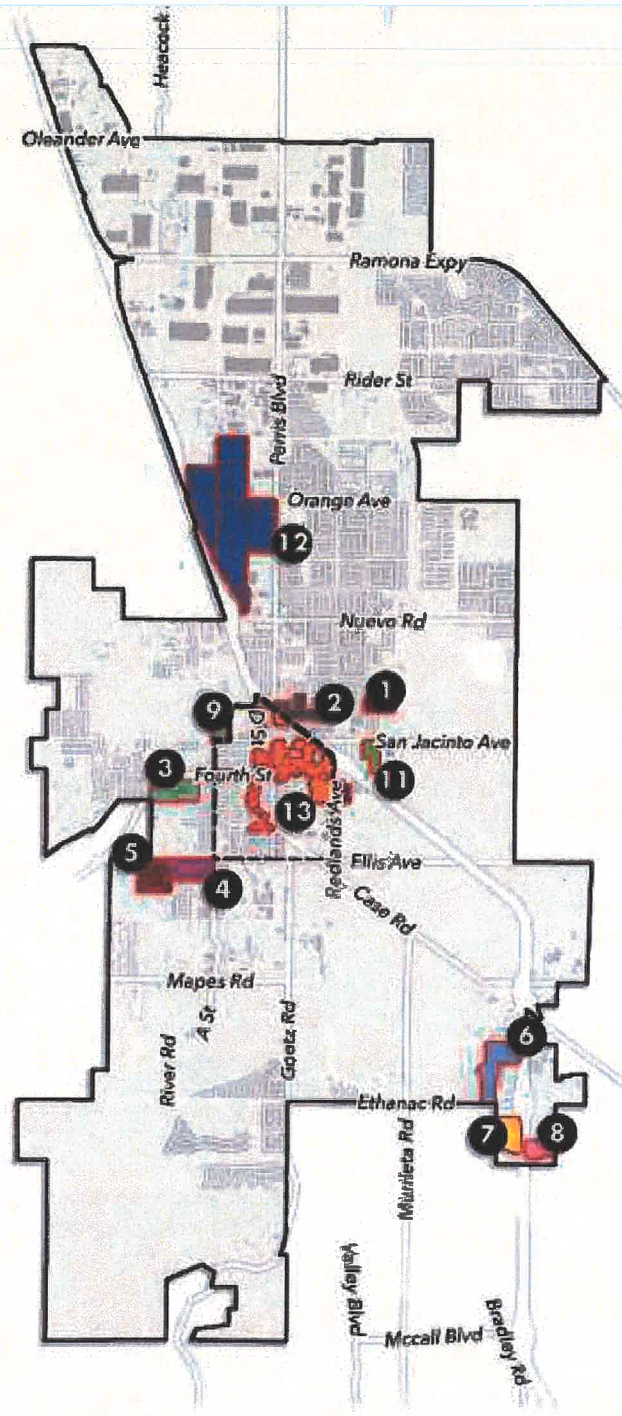 Heacock
Oleander Ave
Ramona Expy
Rider St
Perris Blvd
Orange Ave
12
Nuevo Rd
1
2
9
D St
San Jacinto Ave
3
Fourth St
11
13
Redlands Ave
5
Ellis Ave
4
Case Rd
Mapes Rd
A St
Goetz Rd
River Rd
6
Ethanac Rd
7
8
Murrieta Rd
Valley Blvd
Mccall Blvd
Bradley Rd